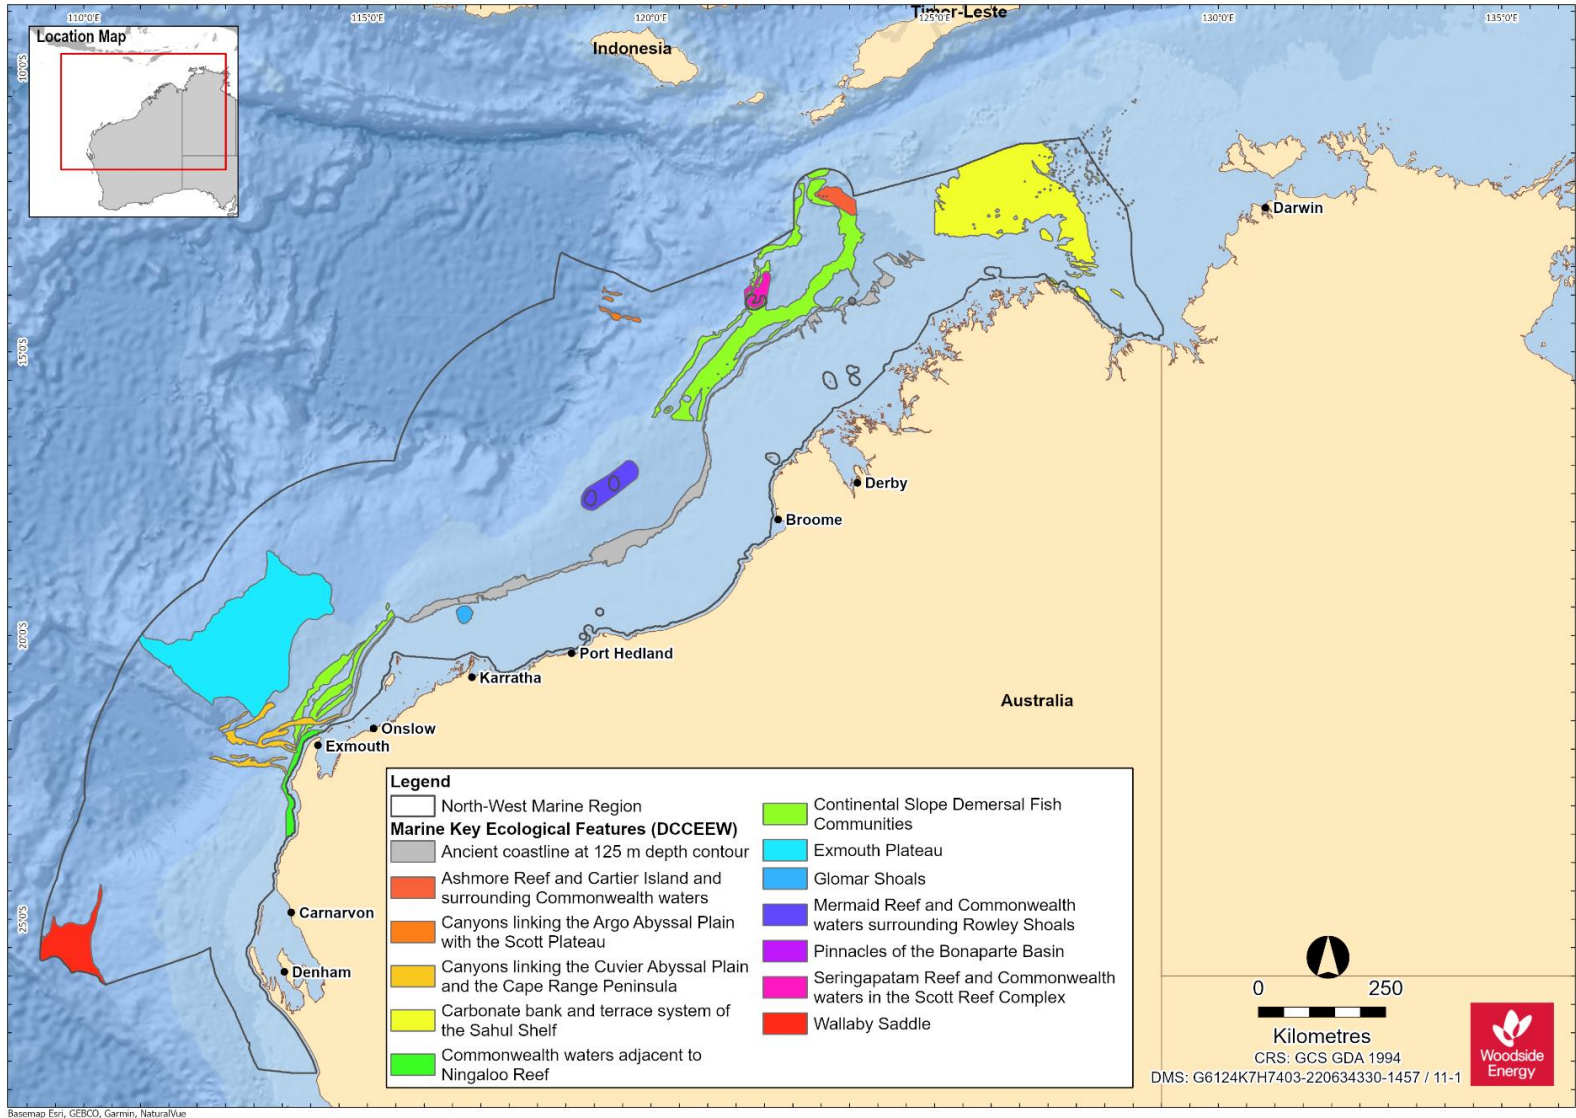 110°0'E
115°0'E
120°0'E
125°0'E
130°0'E
135°0'E
Timor-Leste
Location Map
Indonesia
10°0'S
Darwin
15°0'S
Derby
Broome
20°0'S
Port Hedland
Karratha
Australia
Onslow
Exmouth
25°0'S
Carnarvon
Denham
Legend
North-West Marine Region
Marine Key Ecological Features (DCCEEW)
Ancient coastline at 125 m depth contour
Ashmore Reef and Cartier Island and
surrounding Commonwealth waters
Canyons linking the Argo Abyssal Plain
with the Scott Plateau
Canyons linking the Cuvier Abyssal Plain
and the Cape Range Peninsula
Carbonate bank and terrace system of
the Sahul Shelf
Commonwealth waters adjacent to
Ningaloo Reef
Continental Slope Demersal Fish
Communities
Exmouth Plateau
Glomar Shoals
Mermaid Reef and Commonwealth
waters surrounding Rowley Shoals
Pinnacles of the Bonaparte Basin
Seringapatam Reef and Commonwealth
waters in the Scott Reef Complex
Wallaby Saddle
0 250
Kilometres
CRS: GCS GDA 1994
DMS: G6124K7H7403-220634330-1457 / 11-1
Woodside
Energy
Basemap Esri, GEBCO, Garmin, NaturalVue